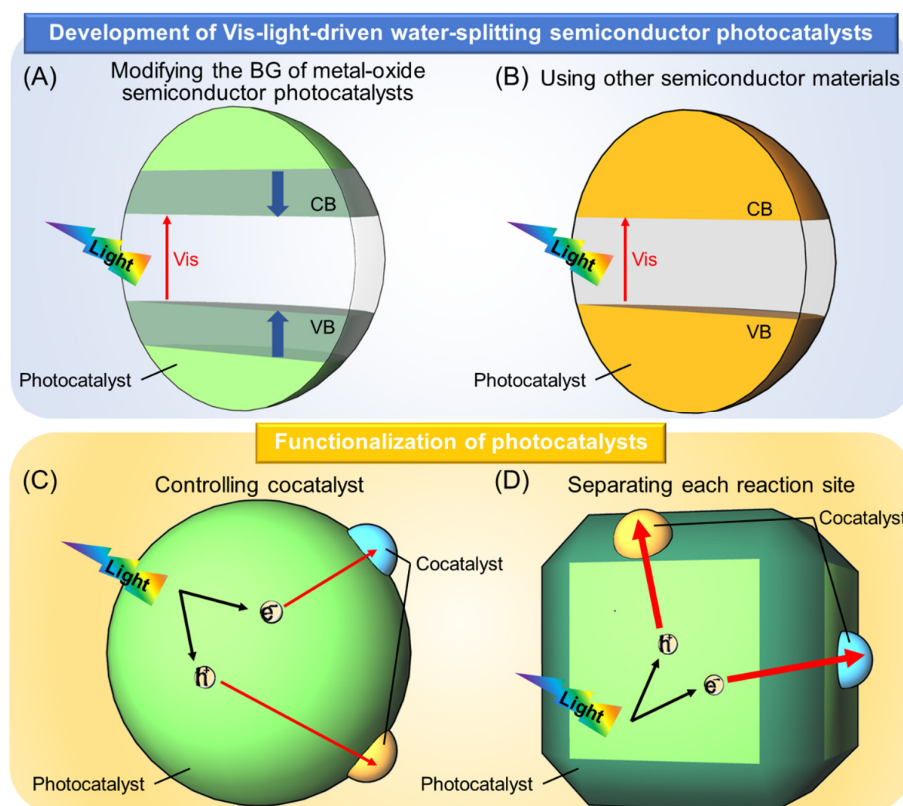 Development of Vis-light-driven water-splitting semiconductor photocatalysts
(A)
Modifying the BG of metal-oxide
semiconductor photocatalysts
CB
Light
Vis
VB
Photocatalyst
(B)
Using other semiconductor materials
CB
Light
Vis
VB
Photocatalyst
Functionalization of photocatalysts
(C)
Controlling cocatalyst
Light
Cocatalyst
e⁻
h⁺
Photocatalyst
(D)
Separating each reaction site
Cocatalyst
h⁺
e⁻
Light
Photocatalyst